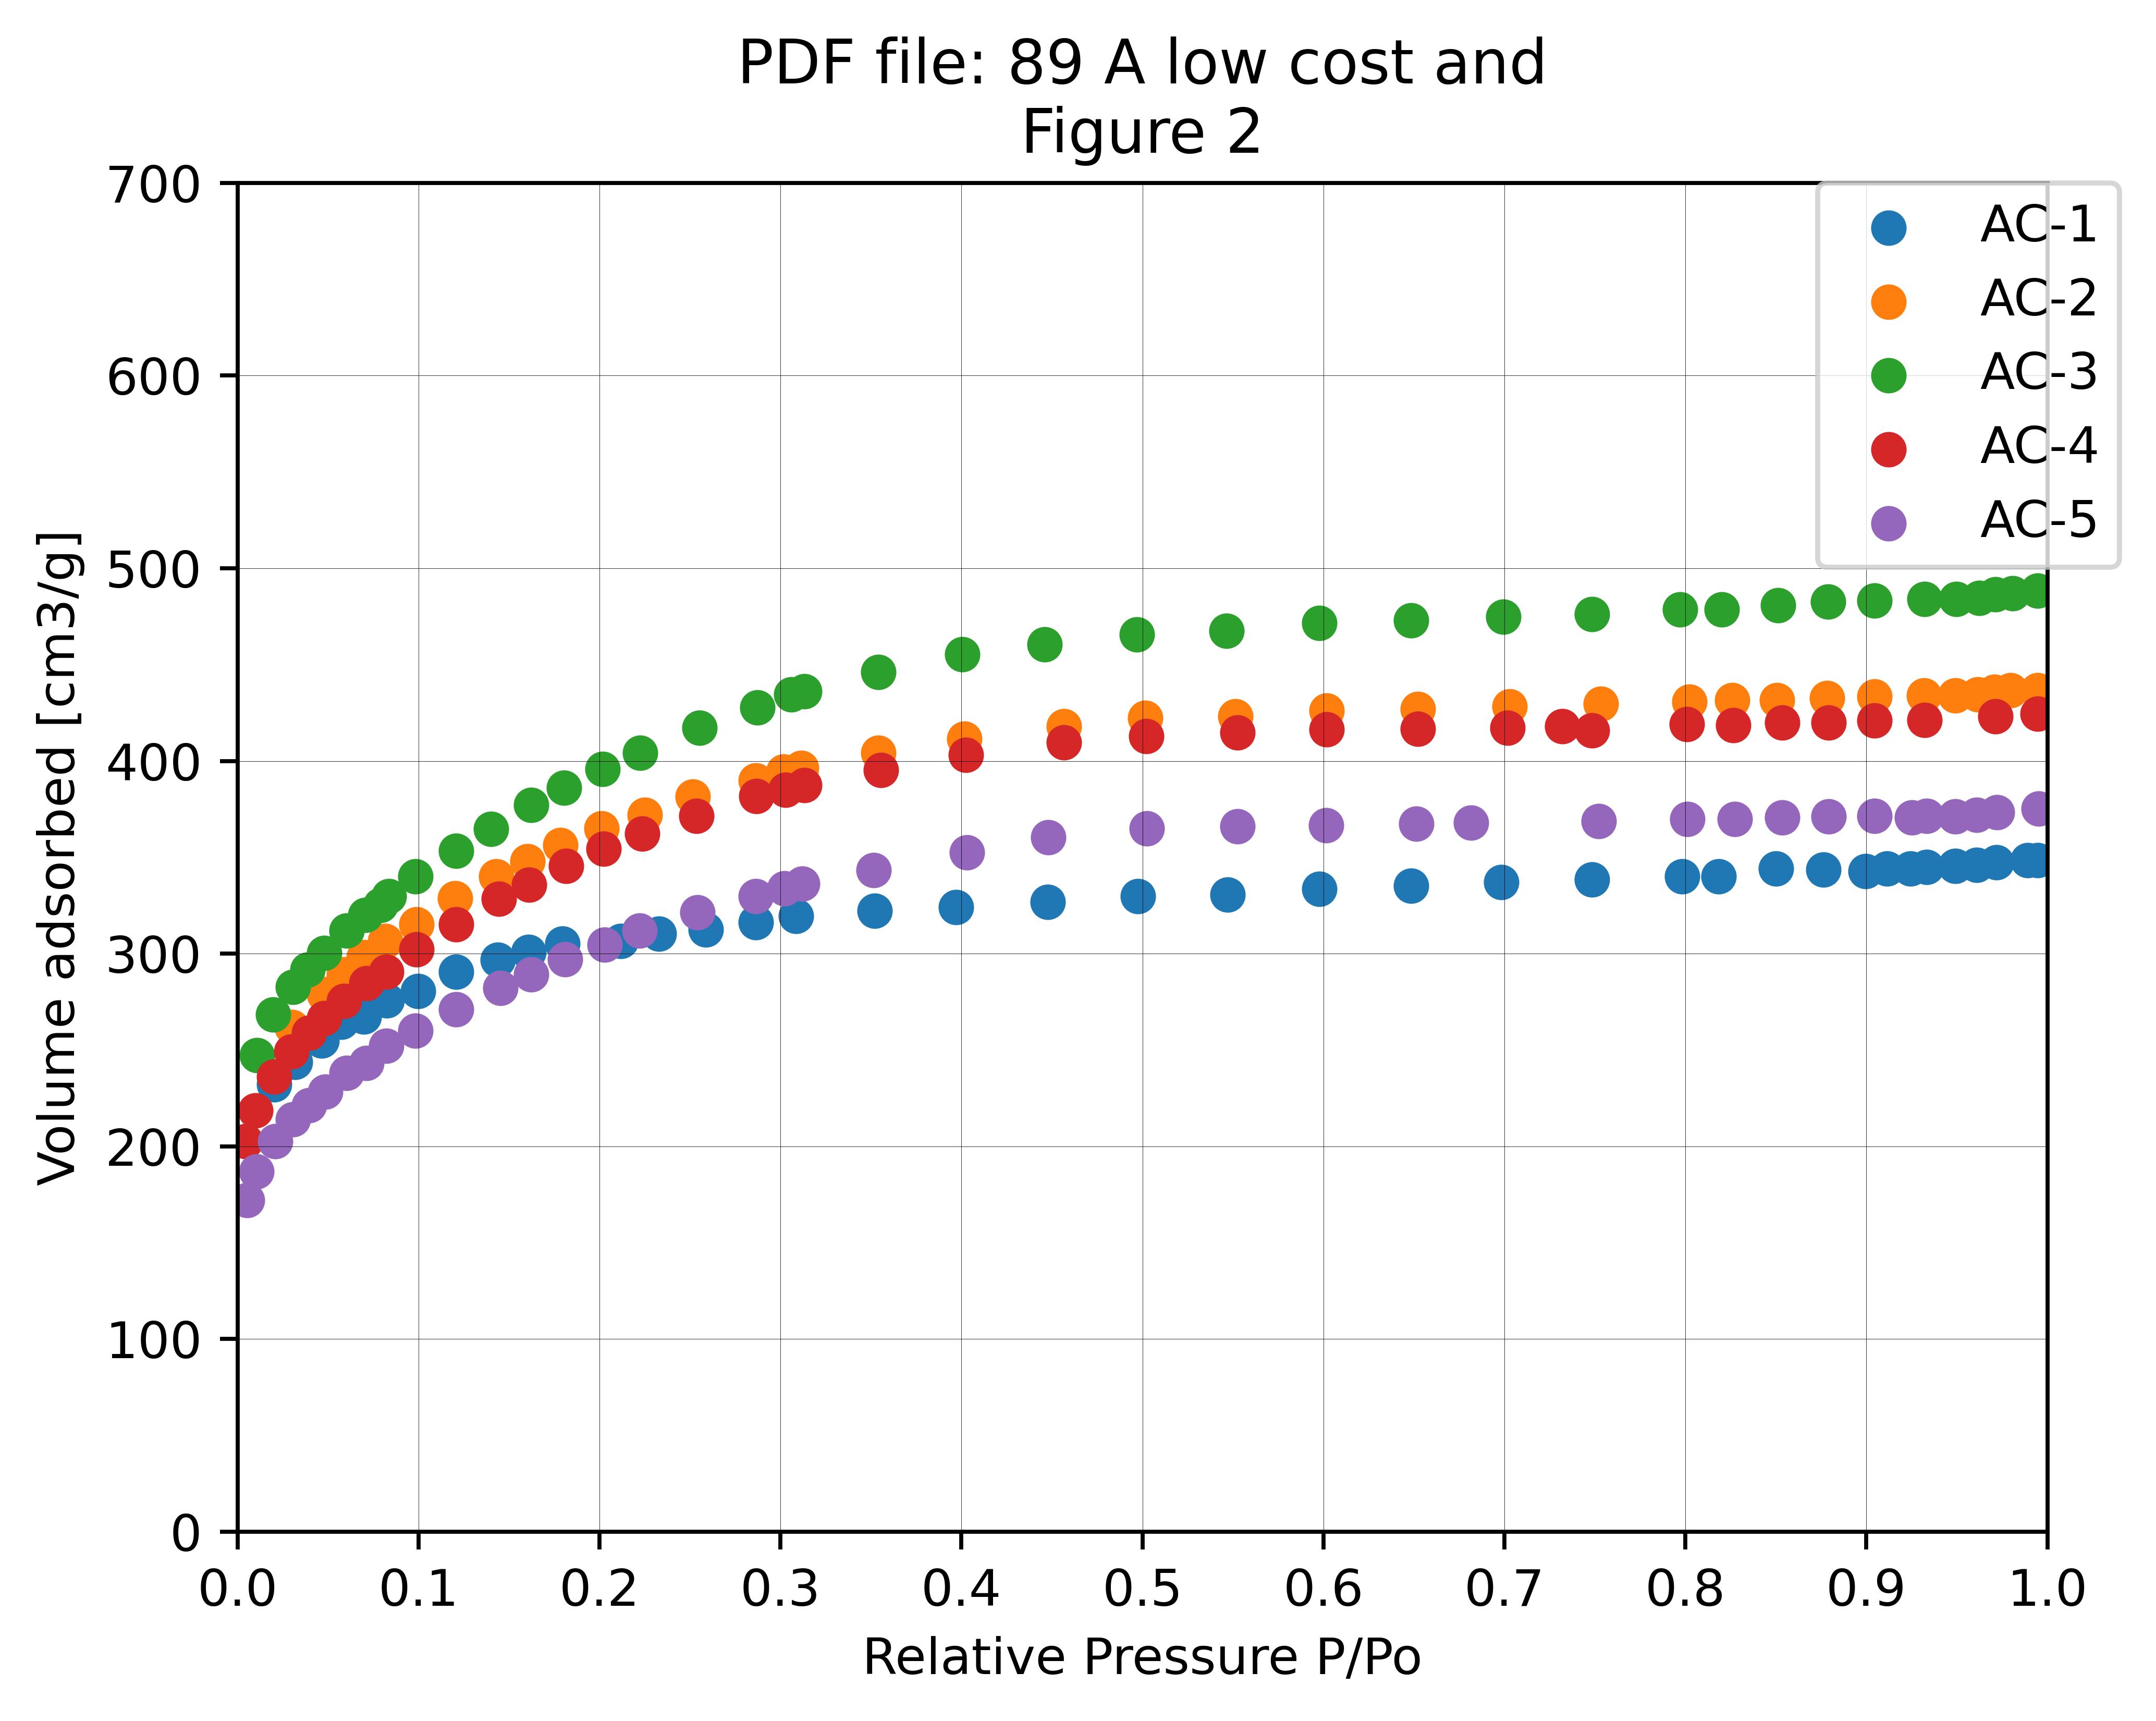 PDF file: 89 A low cost and
Figure 2
700
600
500
400
300
200
100
0
Volume adsorbed [cm3/g]
AC-1
AC-2
AC-3
AC-4
AC-5
0.0 0.1 0.2 0.3 0.4 0.5 0.6 0.7 0.8 0.9 1.0
Relative Pressure P/Po